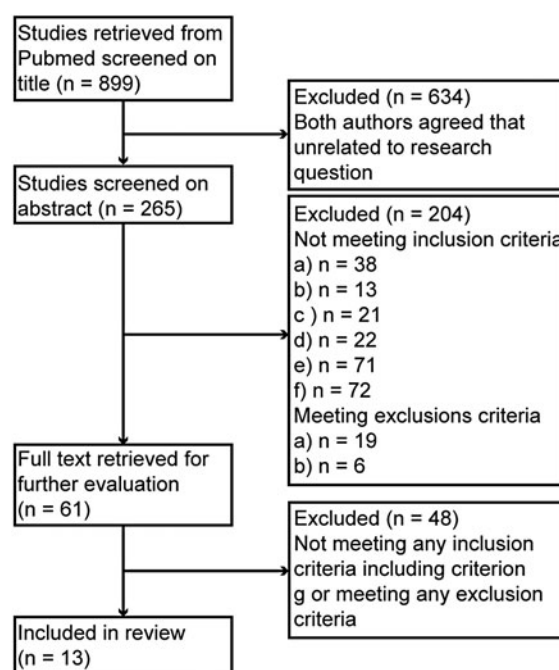 Studies retrieved from
Pubmed screened on
title (n = 899)
Excluded (n = 634)
Both authors agreed that
unrelated to research
question
Studies screened on
abstract (n = 265)
Excluded (n = 204)
Not meeting inclusion criteria
a) n = 38
b) n = 13
c ) n = 21
d) n = 22
e) n = 71
f) n = 72
Meeting exclusions criteria
a) n = 19
b) n = 6
Full text retrieved for
further evaluation
(n = 61)
Excluded (n = 48)
Not meeting any inclusion
criteria including criterion
g or meeting any exclusion
criteria
Included in review
(n = 13)